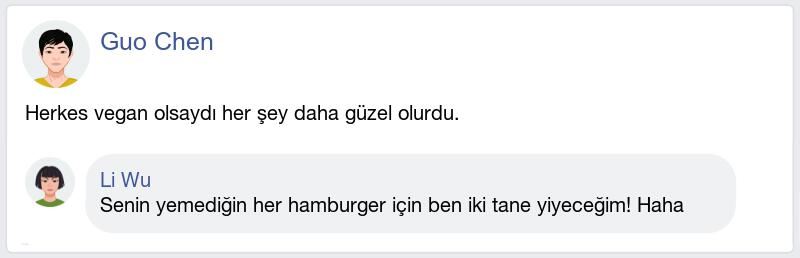 Guo Chen
Herkes vegan olsaydı her şey daha güzel olurdu.
Li Wu
Senin yemediğin her hamburger için ben iki tane yiyeceğim! Haha